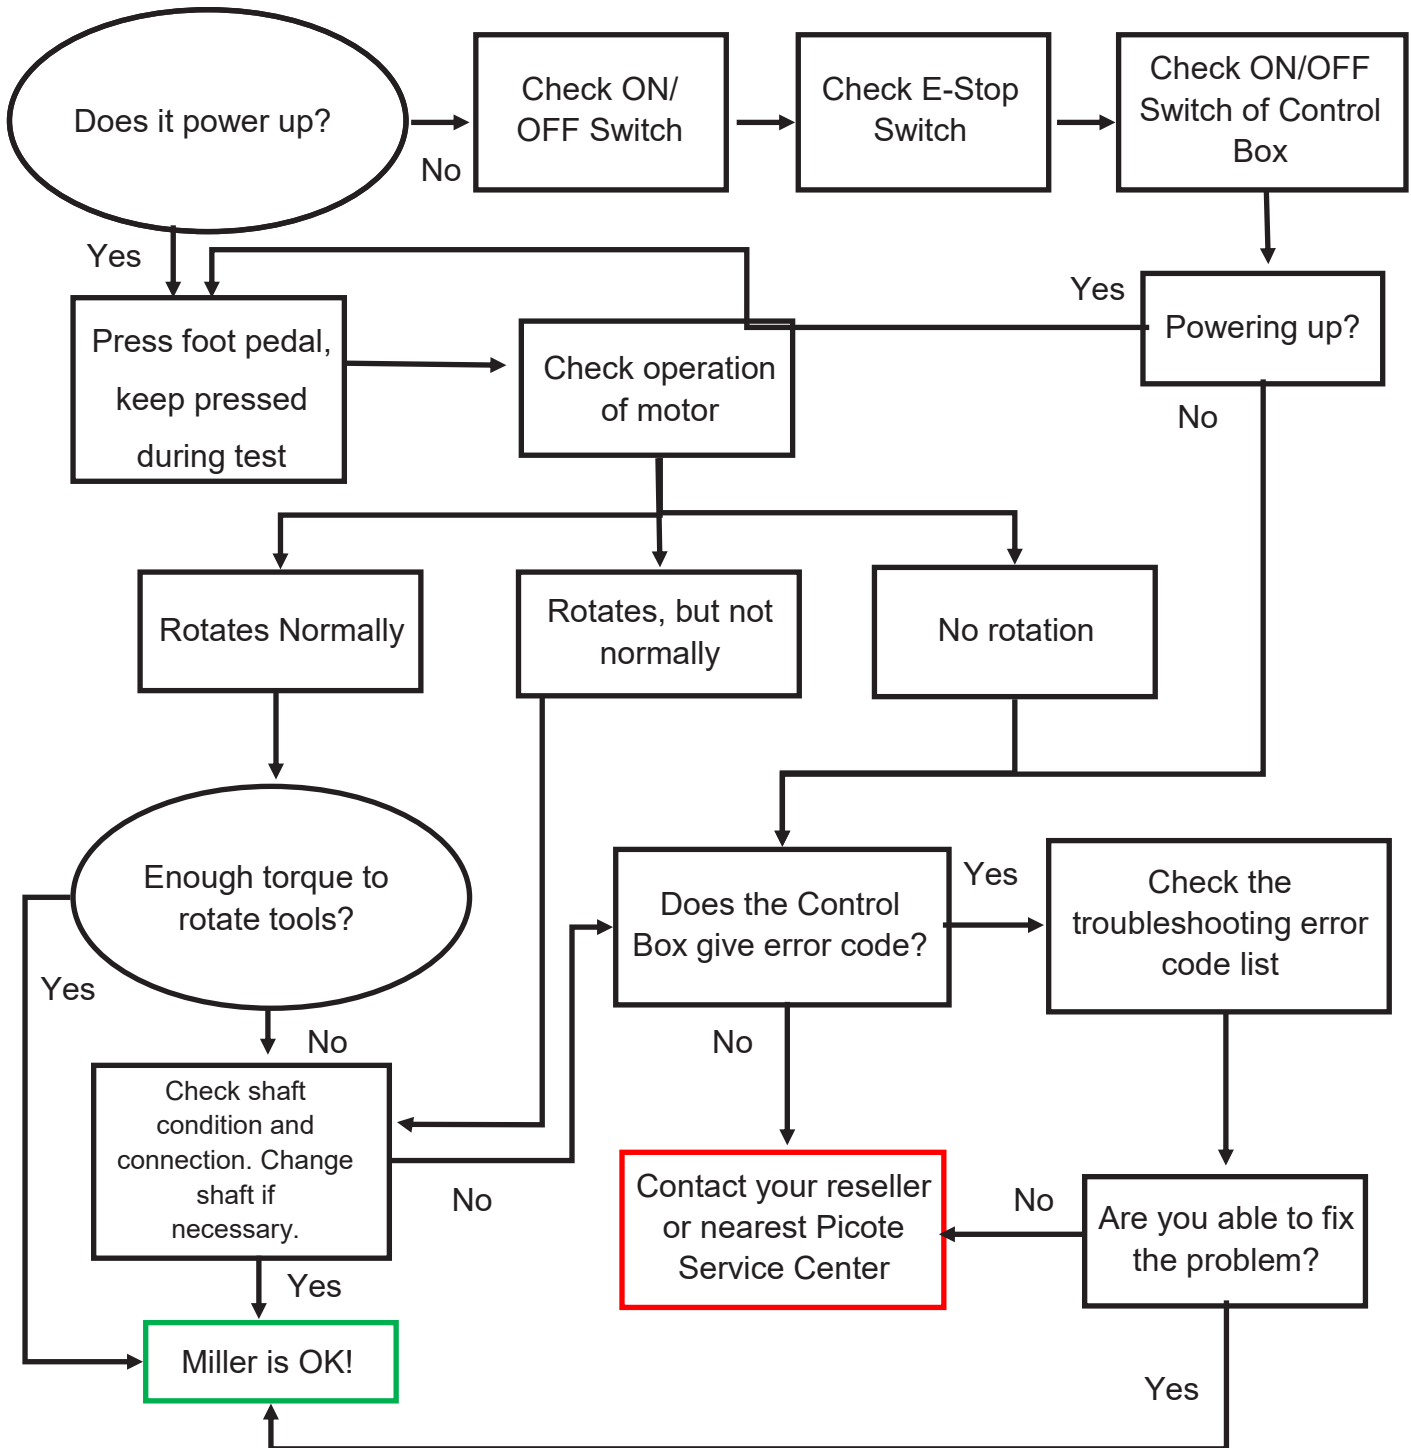 Does it power up?
No
Check ON/
OFF Switch
Check E-Stop
Switch
Check ON/OFF
Switch of Control
Box
Yes
Press foot pedal,
keep pressed
during test
Check operation
of motor
Yes
Powering up?
No
Rotates Normally
Rotates, but not
normally
No rotation
Enough torque to
rotate tools?
Yes
No
Does the Control
Box give error code?
Yes
Check the
troubleshooting error
code list
No
Check shaft
condition and
connection. Change
shaft if
necessary.
No
Yes
Contact your reseller
or nearest Picote
Service Center
No
Are you able to fix
the problem?
Miller is OK!
Yes